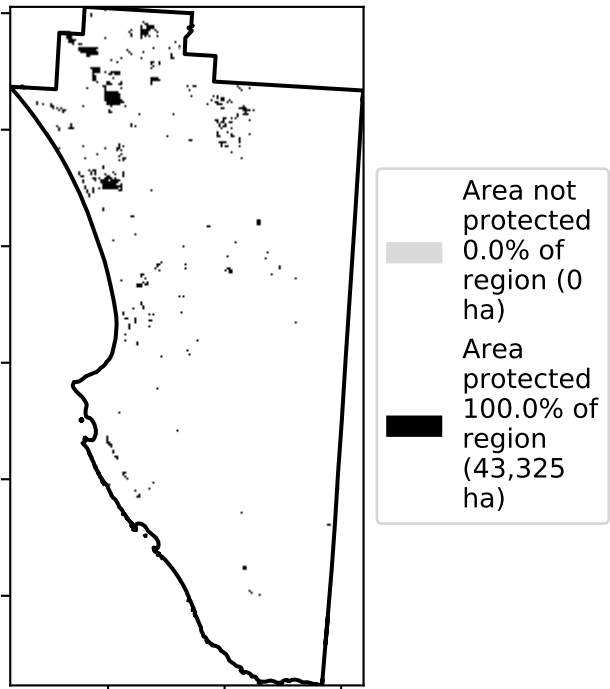 Area not
protected
0.0% of
region (0
ha)
Area
protected
100.0% of
region
(43,325
ha)